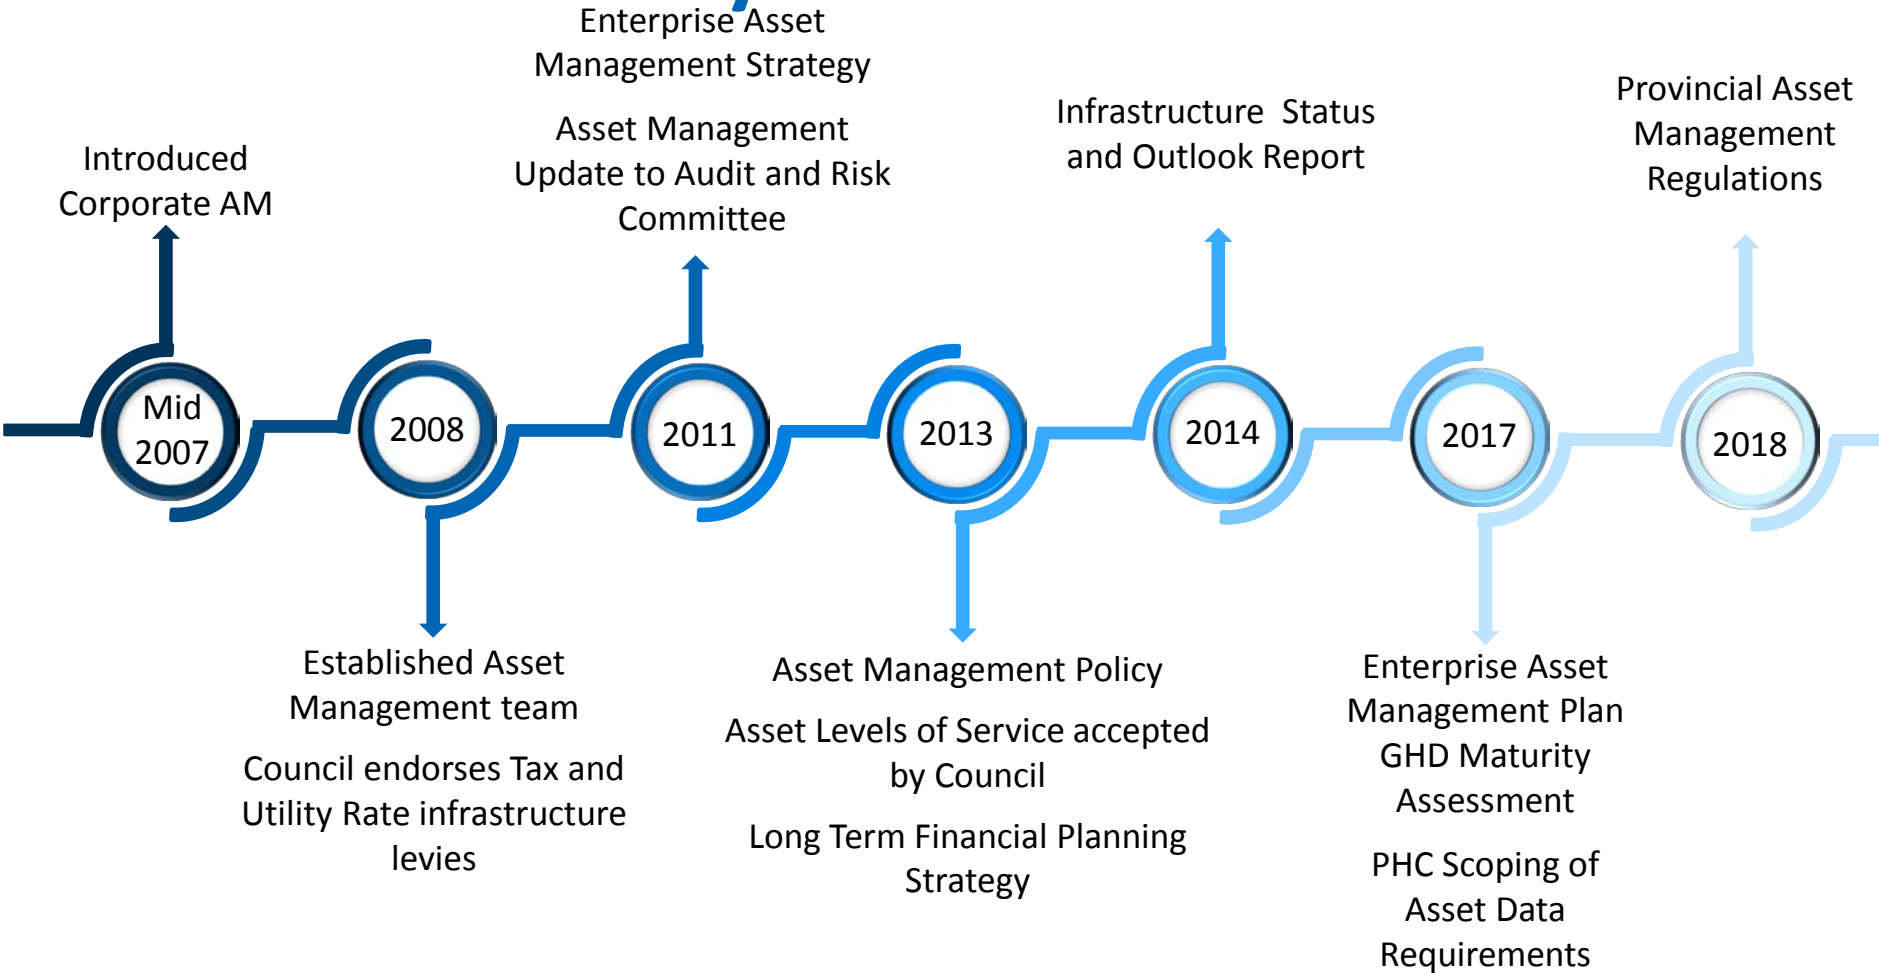 Enterprise Asset
Management Strategy
Asset Management
Update to Audit and Risk
Committee
Introduced
Corporate AM
Infrastructure Status
and Outlook Report
Provincial Asset
Management
Regulations
Mid
2007
2008
2011
2013
2014
2017
2018
Established Asset
Management team
Council endorses Tax and
Utility Rate infrastructure
levies
Asset Management Policy
Asset Levels of Service accepted
by Council
Long Term Financial Planning
Strategy
Enterprise Asset
Management Plan
GHD Maturity
Assessment
PHC Scoping of
Asset Data
Requirements